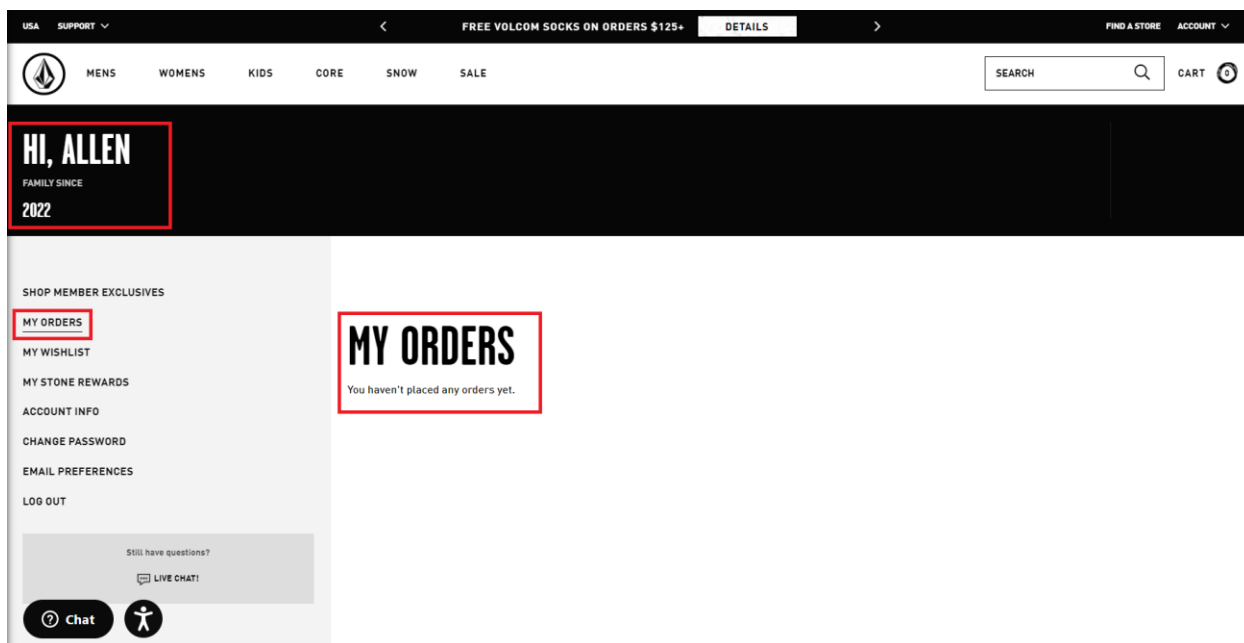 USA SUPPORT
FREE VOLCOM SOCKS ON ORDERS $125+ DETAILS
FIND A STORE ACCOUNT
MENS WOMENS KIDS CORE SNOW SALE
SEARCH
CART 0
HI, ALLEN
FAMILY SINCE
2022
SHOP MEMBER EXCLUSIVES
MY ORDERS
MY WISHLIST
MY STONE REWARDS
ACCOUNT INFO
CHANGE PASSWORD
EMAIL PREFERENCES
LOG OUT
Still have questions?
LIVE CHAT!
Chat
MY ORDERS
You haven't placed any orders yet.